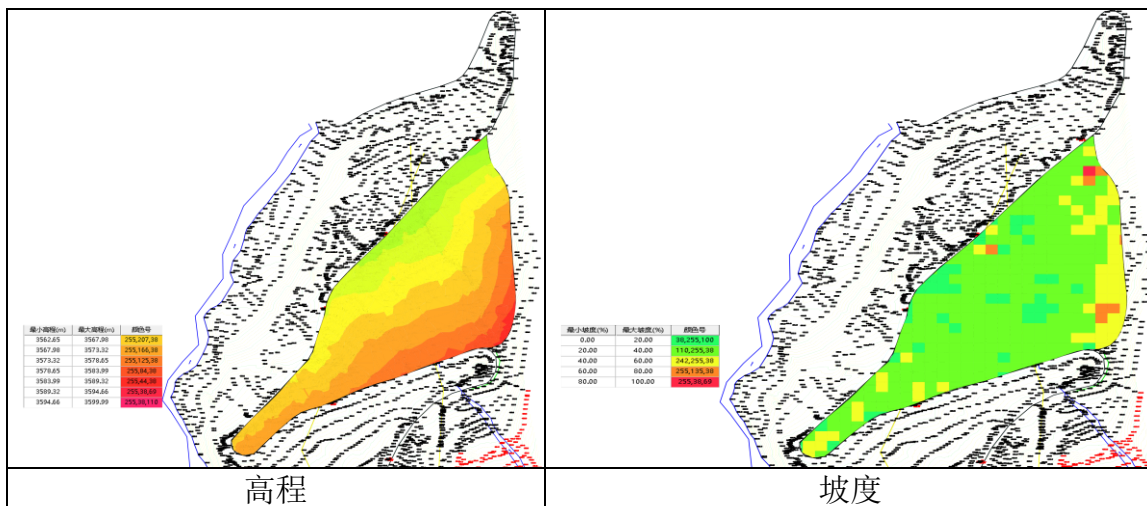 最小高程(m) 最大高程(m) 颜色号
3562.65 3567.98 255,207,38
3567.98 3573.32 255,166,38
3573.32 3578.65 255,125,38
3578.65 3583.99 255,84,38
3583.99 3589.32 255,44,38
3589.32 3594.66 255,38,69
3594.66 3599.99 255,38,110
最小坡度(%) 最大坡度(%) 颜色号
0.00 20.00 38,255,100
20.00 40.00 110,255,38
40.00 60.00 242,255,38
60.00 80.00 255,135,38
80.00 100.00 255,38,69
高程
坡度